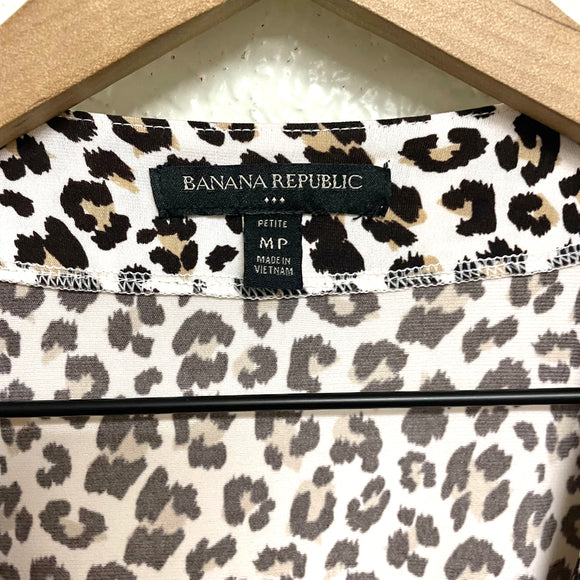 BANANA REPUBLIC
PETITE
MP
MADE IN
VIETNAM